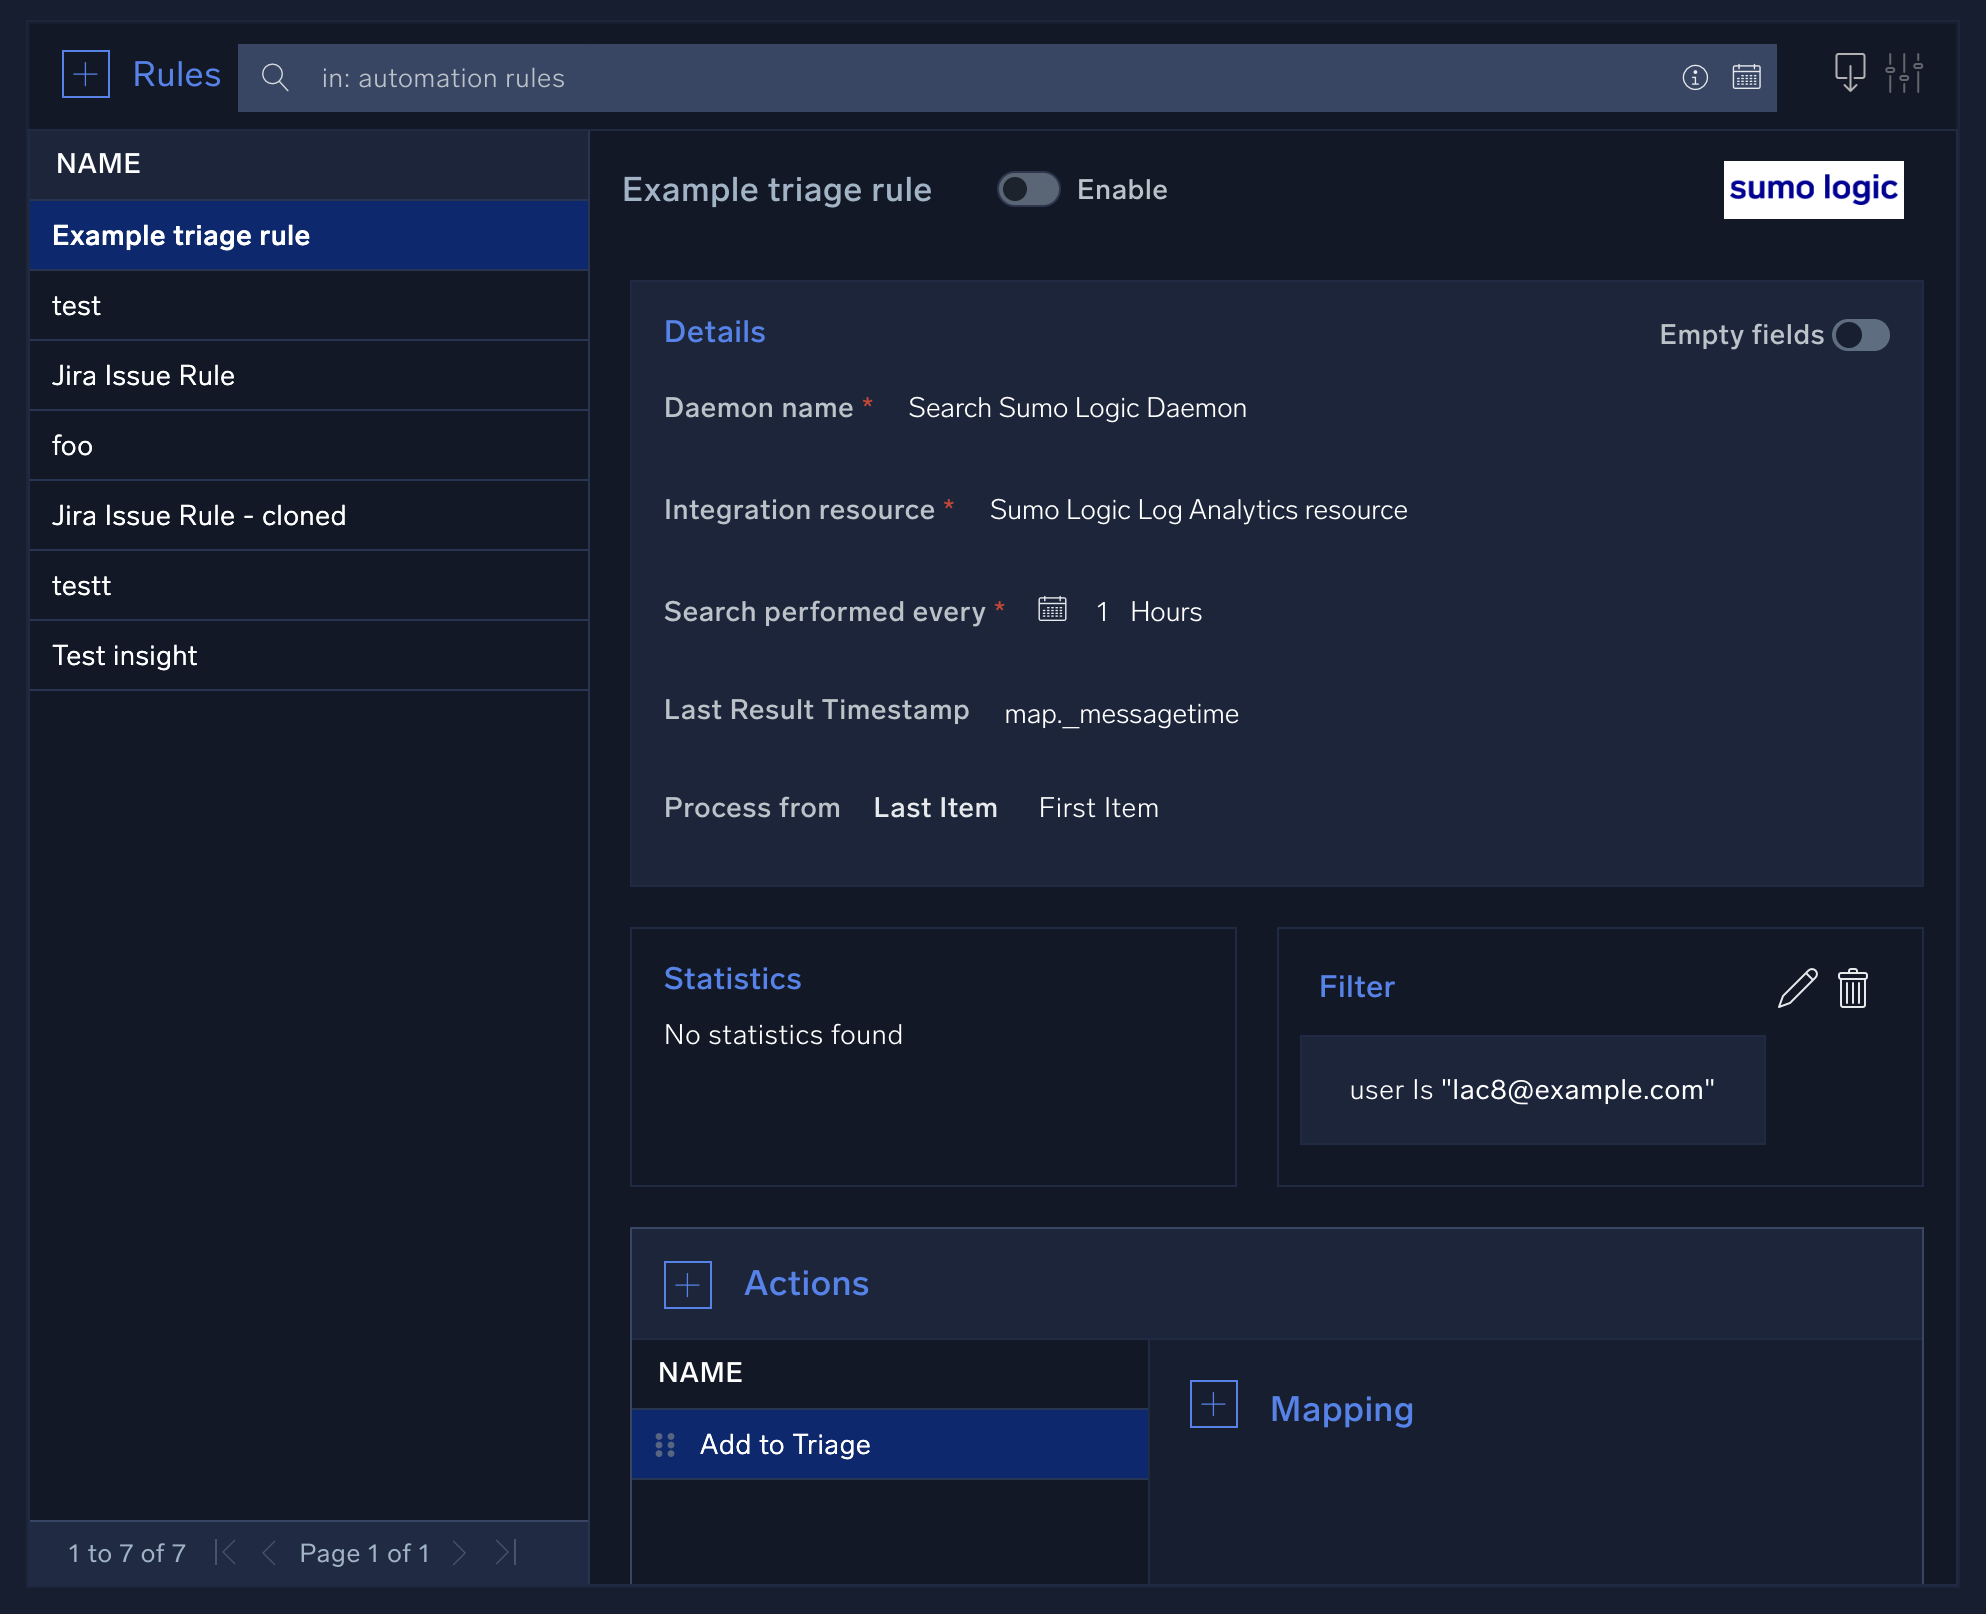 Rules
in: automation rules
NAME
Example triage rule
test
Jira Issue Rule
foo
Jira Issue Rule - cloned
testt
Test insight
1 to 7 of 7
Page 1 of 1
Example triage rule
Enable
sumo logic
Details
Empty fields
Daemon name * Search Sumo Logic Daemon
Integration resource * Sumo Logic Log Analytics resource
Search performed every * 1 Hours
Last Result Timestamp map._messagetime
Process from Last Item First Item
Statistics
No statistics found
Filter
user Is "lac8@example.com"
Actions
NAME
Add to Triage
Mapping